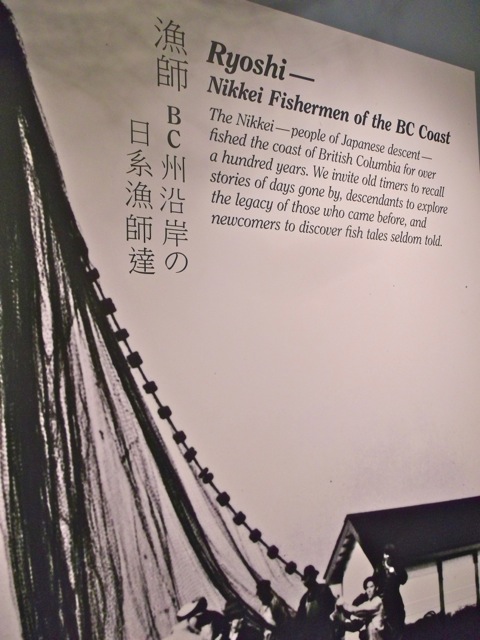 漁師
BC州沿岸の
日系漁師達
Ryoshi—
Nikkei Fishermen of the BC Coast
The Nikkei—people of Japanese descent—
fished the coast of British Columbia for over
a hundred years. We invite old timers to recall
stories of days gone by, descendants to explore
the legacy of those who came before, and
newcomers to discover fish tales seldom told.